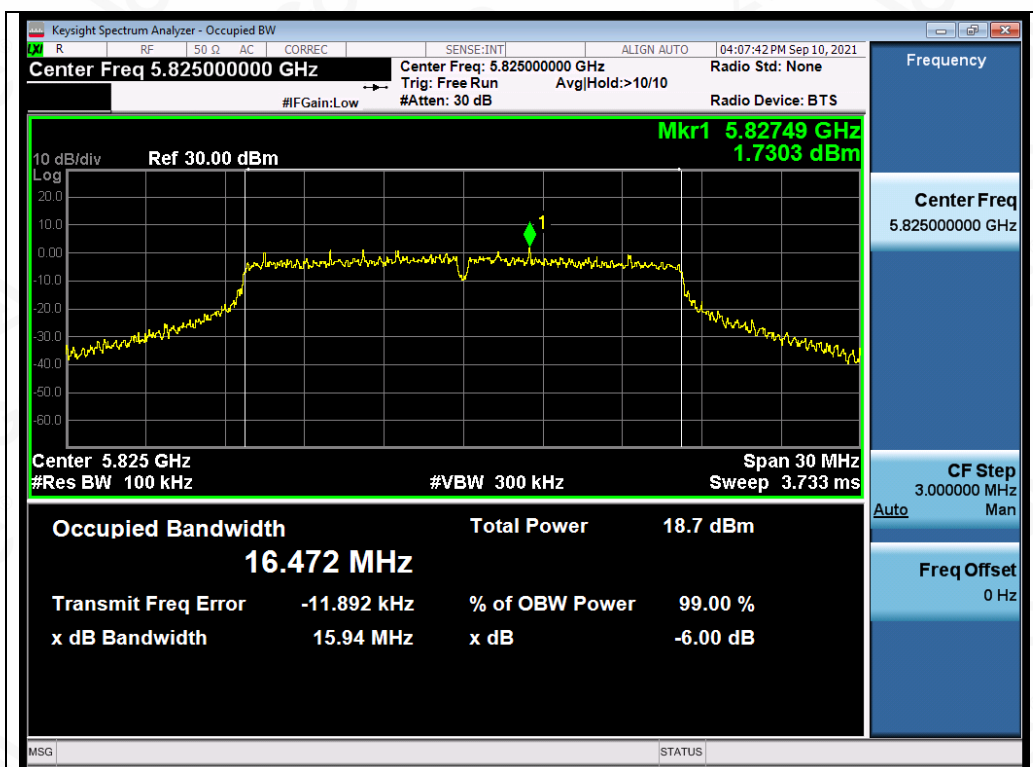 Keysight Spectrum Analyzer - Occupied BW
LXI R RF 50 Ω AC CORREC SENSE:INT ALIGN AUTO 04:07:42 PM Sep 10, 2021
Center Freq 5.825000000 GHz
Center Freq: 5.825000000 GHz Radio Std: None
Trig: Free Run Avg|Hold:>10/10
#IFGain:Low #Atten: 30 dB Radio Device: BTS
Mkr1 5.82749 GHz
1.7303 dBm
10 dB/div Ref 30.00 dBm
Log
20.0
10.0
0.00
-10.0
-20.0
-30.0
-40.0
-50.0
-60.0
1
Center 5.825 GHz Span 30 MHz
#Res BW 100 kHz #VBW 300 kHz Sweep 3.733 ms
Occupied Bandwidth Total Power 18.7 dBm
16.472 MHz
Transmit Freq Error -11.892 kHz % of OBW Power 99.00 %
x dB Bandwidth 15.94 MHz x dB -6.00 dB
MSG STATUS
Frequency
Center Freq
5.825000000 GHz
CF Step
3.000000 MHz
Auto Man
Freq Offset
0 Hz